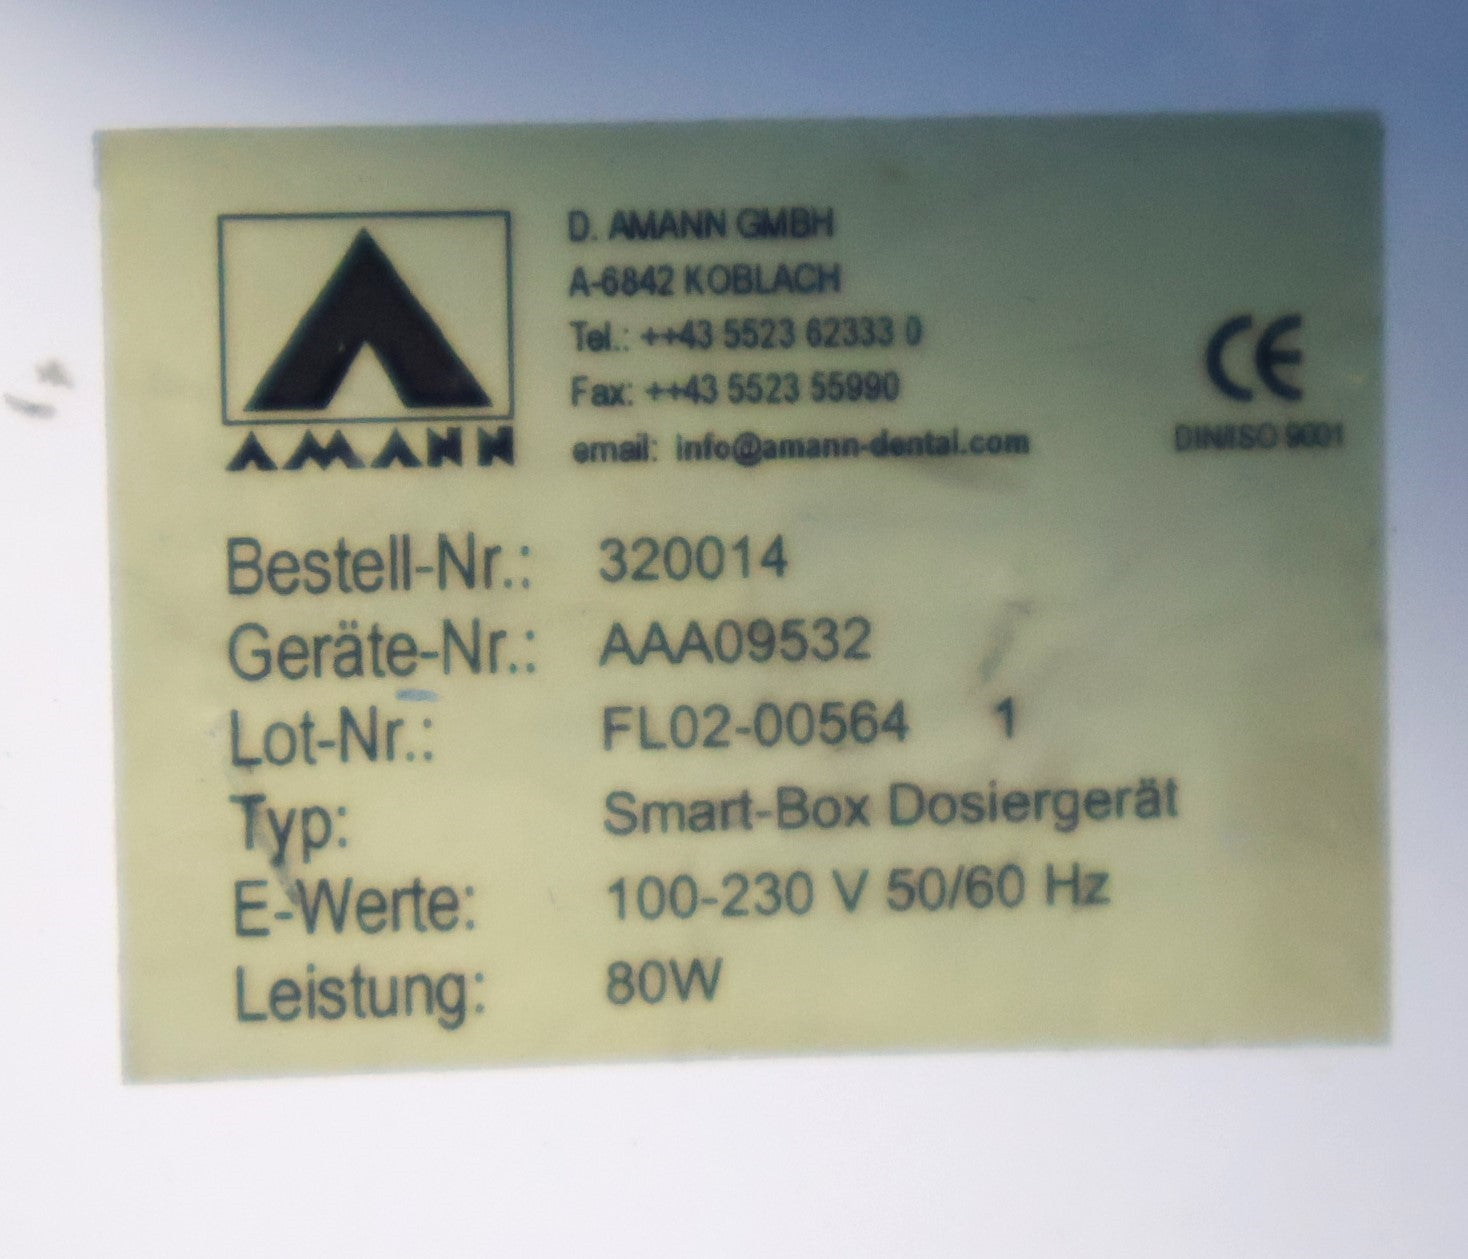 AMANN
D. AMANN GMBH
A-6842 KOBLACH
Tel.: ++43 5523 62333 0
Fax: ++43 5523 55990
email: info@amann-dental.com
CE
DIN/ISO 9001
Bestell-Nr.: 320014
Geräte-Nr.: AAA09532
Lot-Nr.: FL02-00564 1
Typ: Smart-Box Dosiergerät
E-Werte: 100-230 V 50/60 Hz
Leistung: 80W